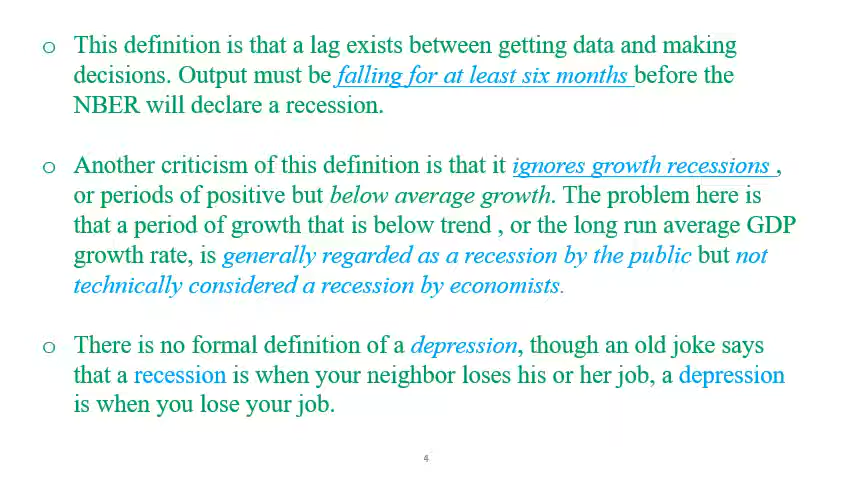 o This definition is that a lag exists between getting data and making
decisions. Output must be falling for at least six months before the
NBER will declare a recession.
o Another criticism of this definition is that it ignores growth recessions ,
or periods of positive but below average growth. The problem here is
that a period of growth that is below trend , or the long run average GDP
growth rate, is generally regarded as a recession by the public but not
technically considered a recession by economists.
o There is no formal definition of a depression, though an old joke says
that a recession is when your neighbor loses his or her job, a depression
is when you lose your job.
4